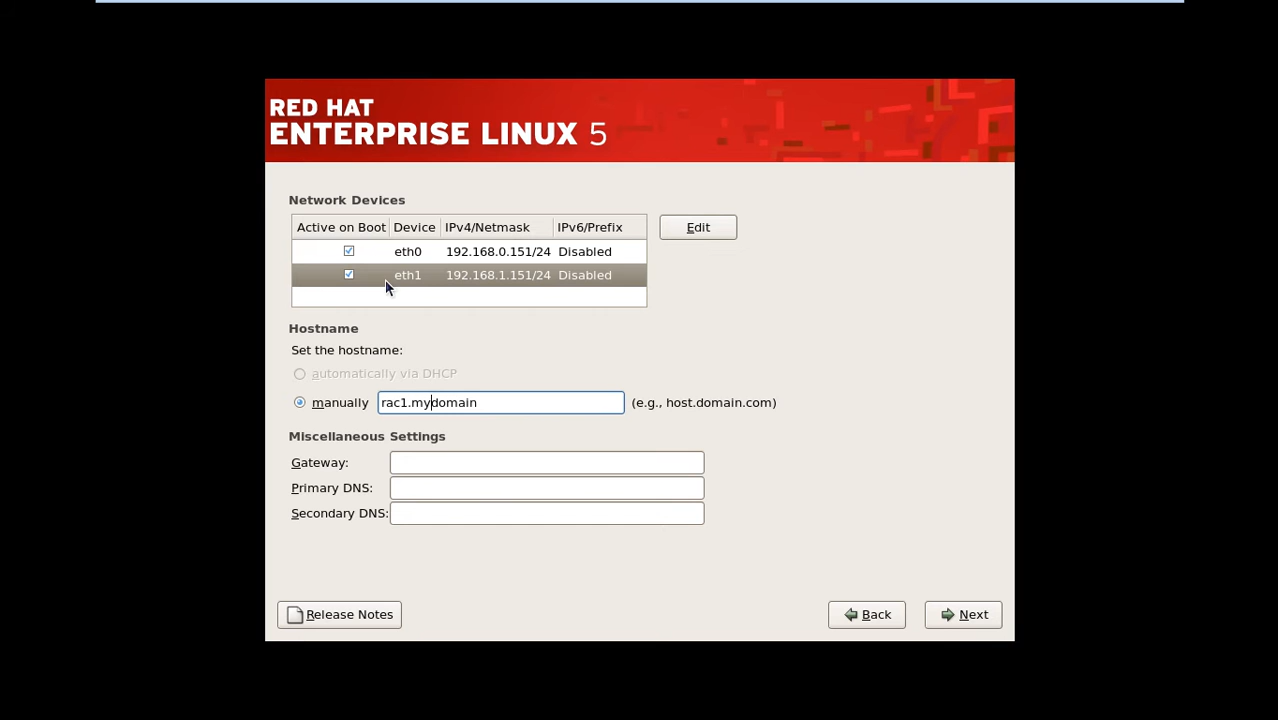 RED HAT
ENTERPRISE LINUX 5
Network Devices
Active on Boot Device IPv4/Netmask IPv6/Prefix
Edit
eth0 192.168.0.151/24 Disabled
eth1 192.168.1.151/24 Disabled
Hostname
Set the hostname:
automatically via DHCP
manually rac1.mydomain (e.g., host.domain.com)
Miscellaneous Settings
Gateway:
Primary DNS:
Secondary DNS:
Release Notes Back Next